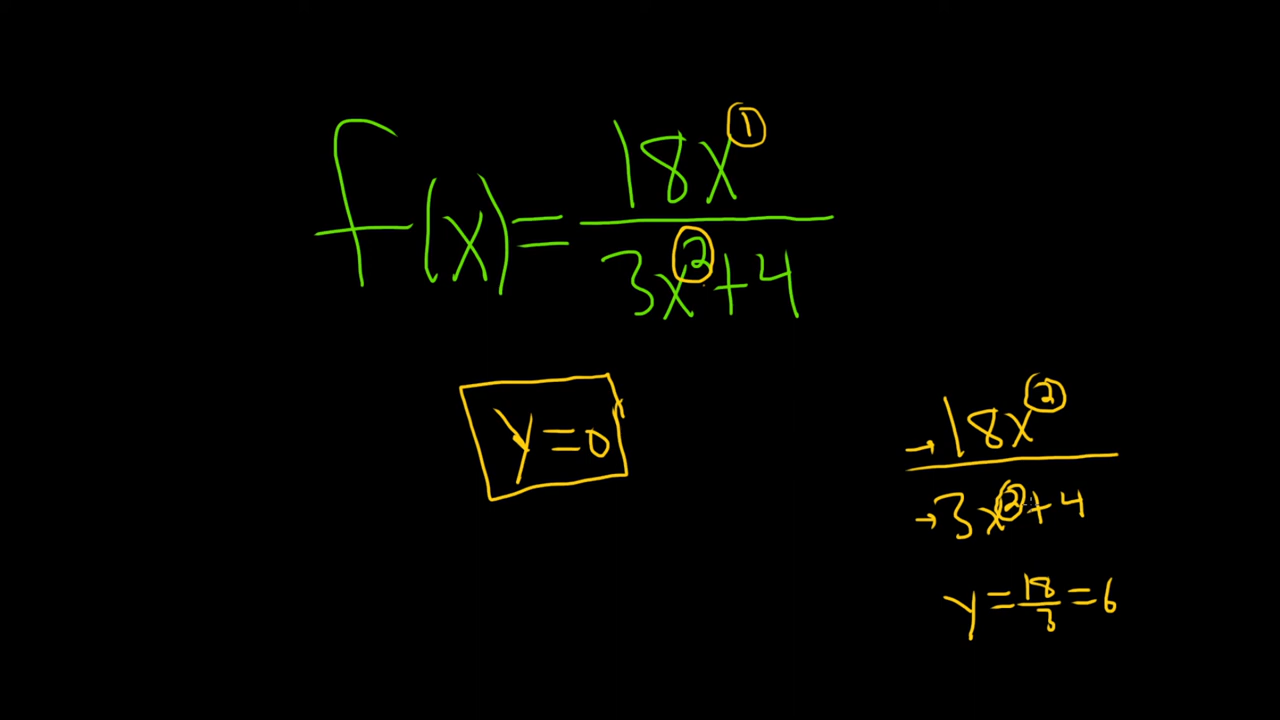 f(x) = 18x^① / 3x^② + 4
y = 0
→ 18x^②
→ 3x^② + 4
y = 18/3 = 6